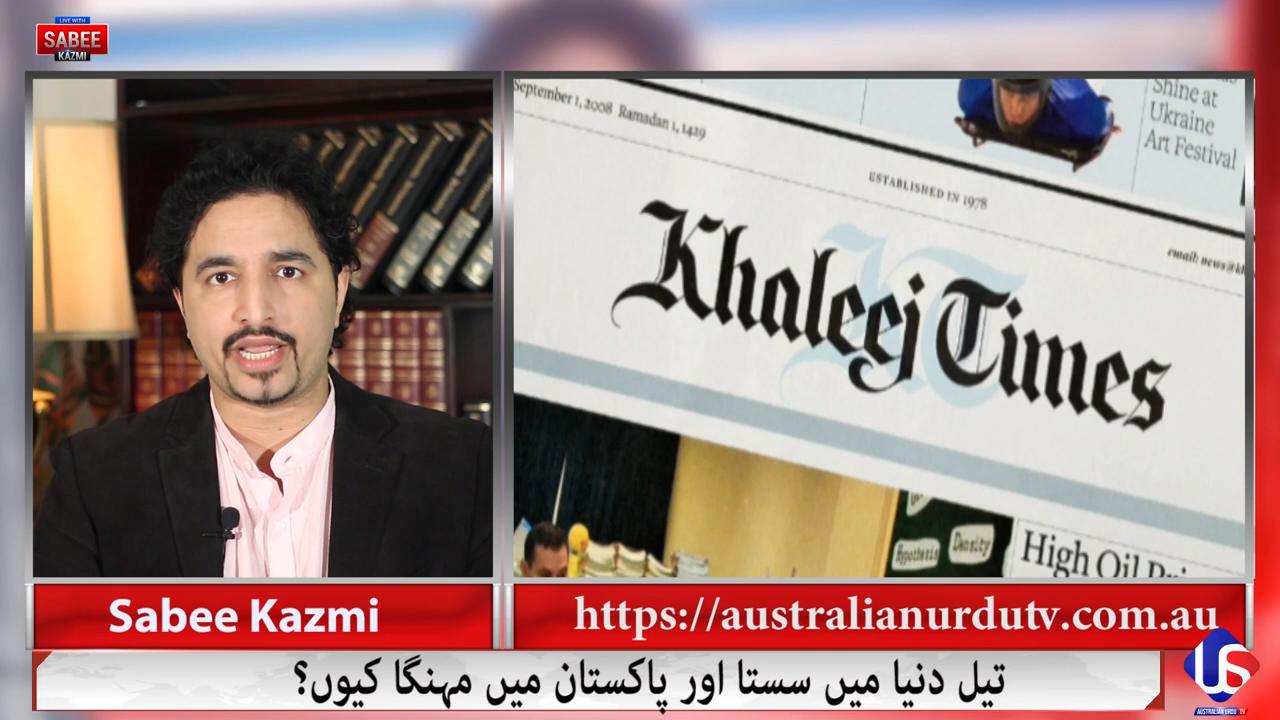 LIVE WITH
SABEE
KAZMI
September 1, 2008 Ramadan 1, 1429
Shine at
Ukraine
Art Festival
ESTABLISHED IN 1978
email: news@
Khaleej Times
Hypothesis
Density
High Oil
Sabee Kazmi
https://australianurdutv.com.au
تیل دنیا میں سستا اور پاکستان میں مہنگا کیوں؟
US
AUSTRALIAN URDU TV